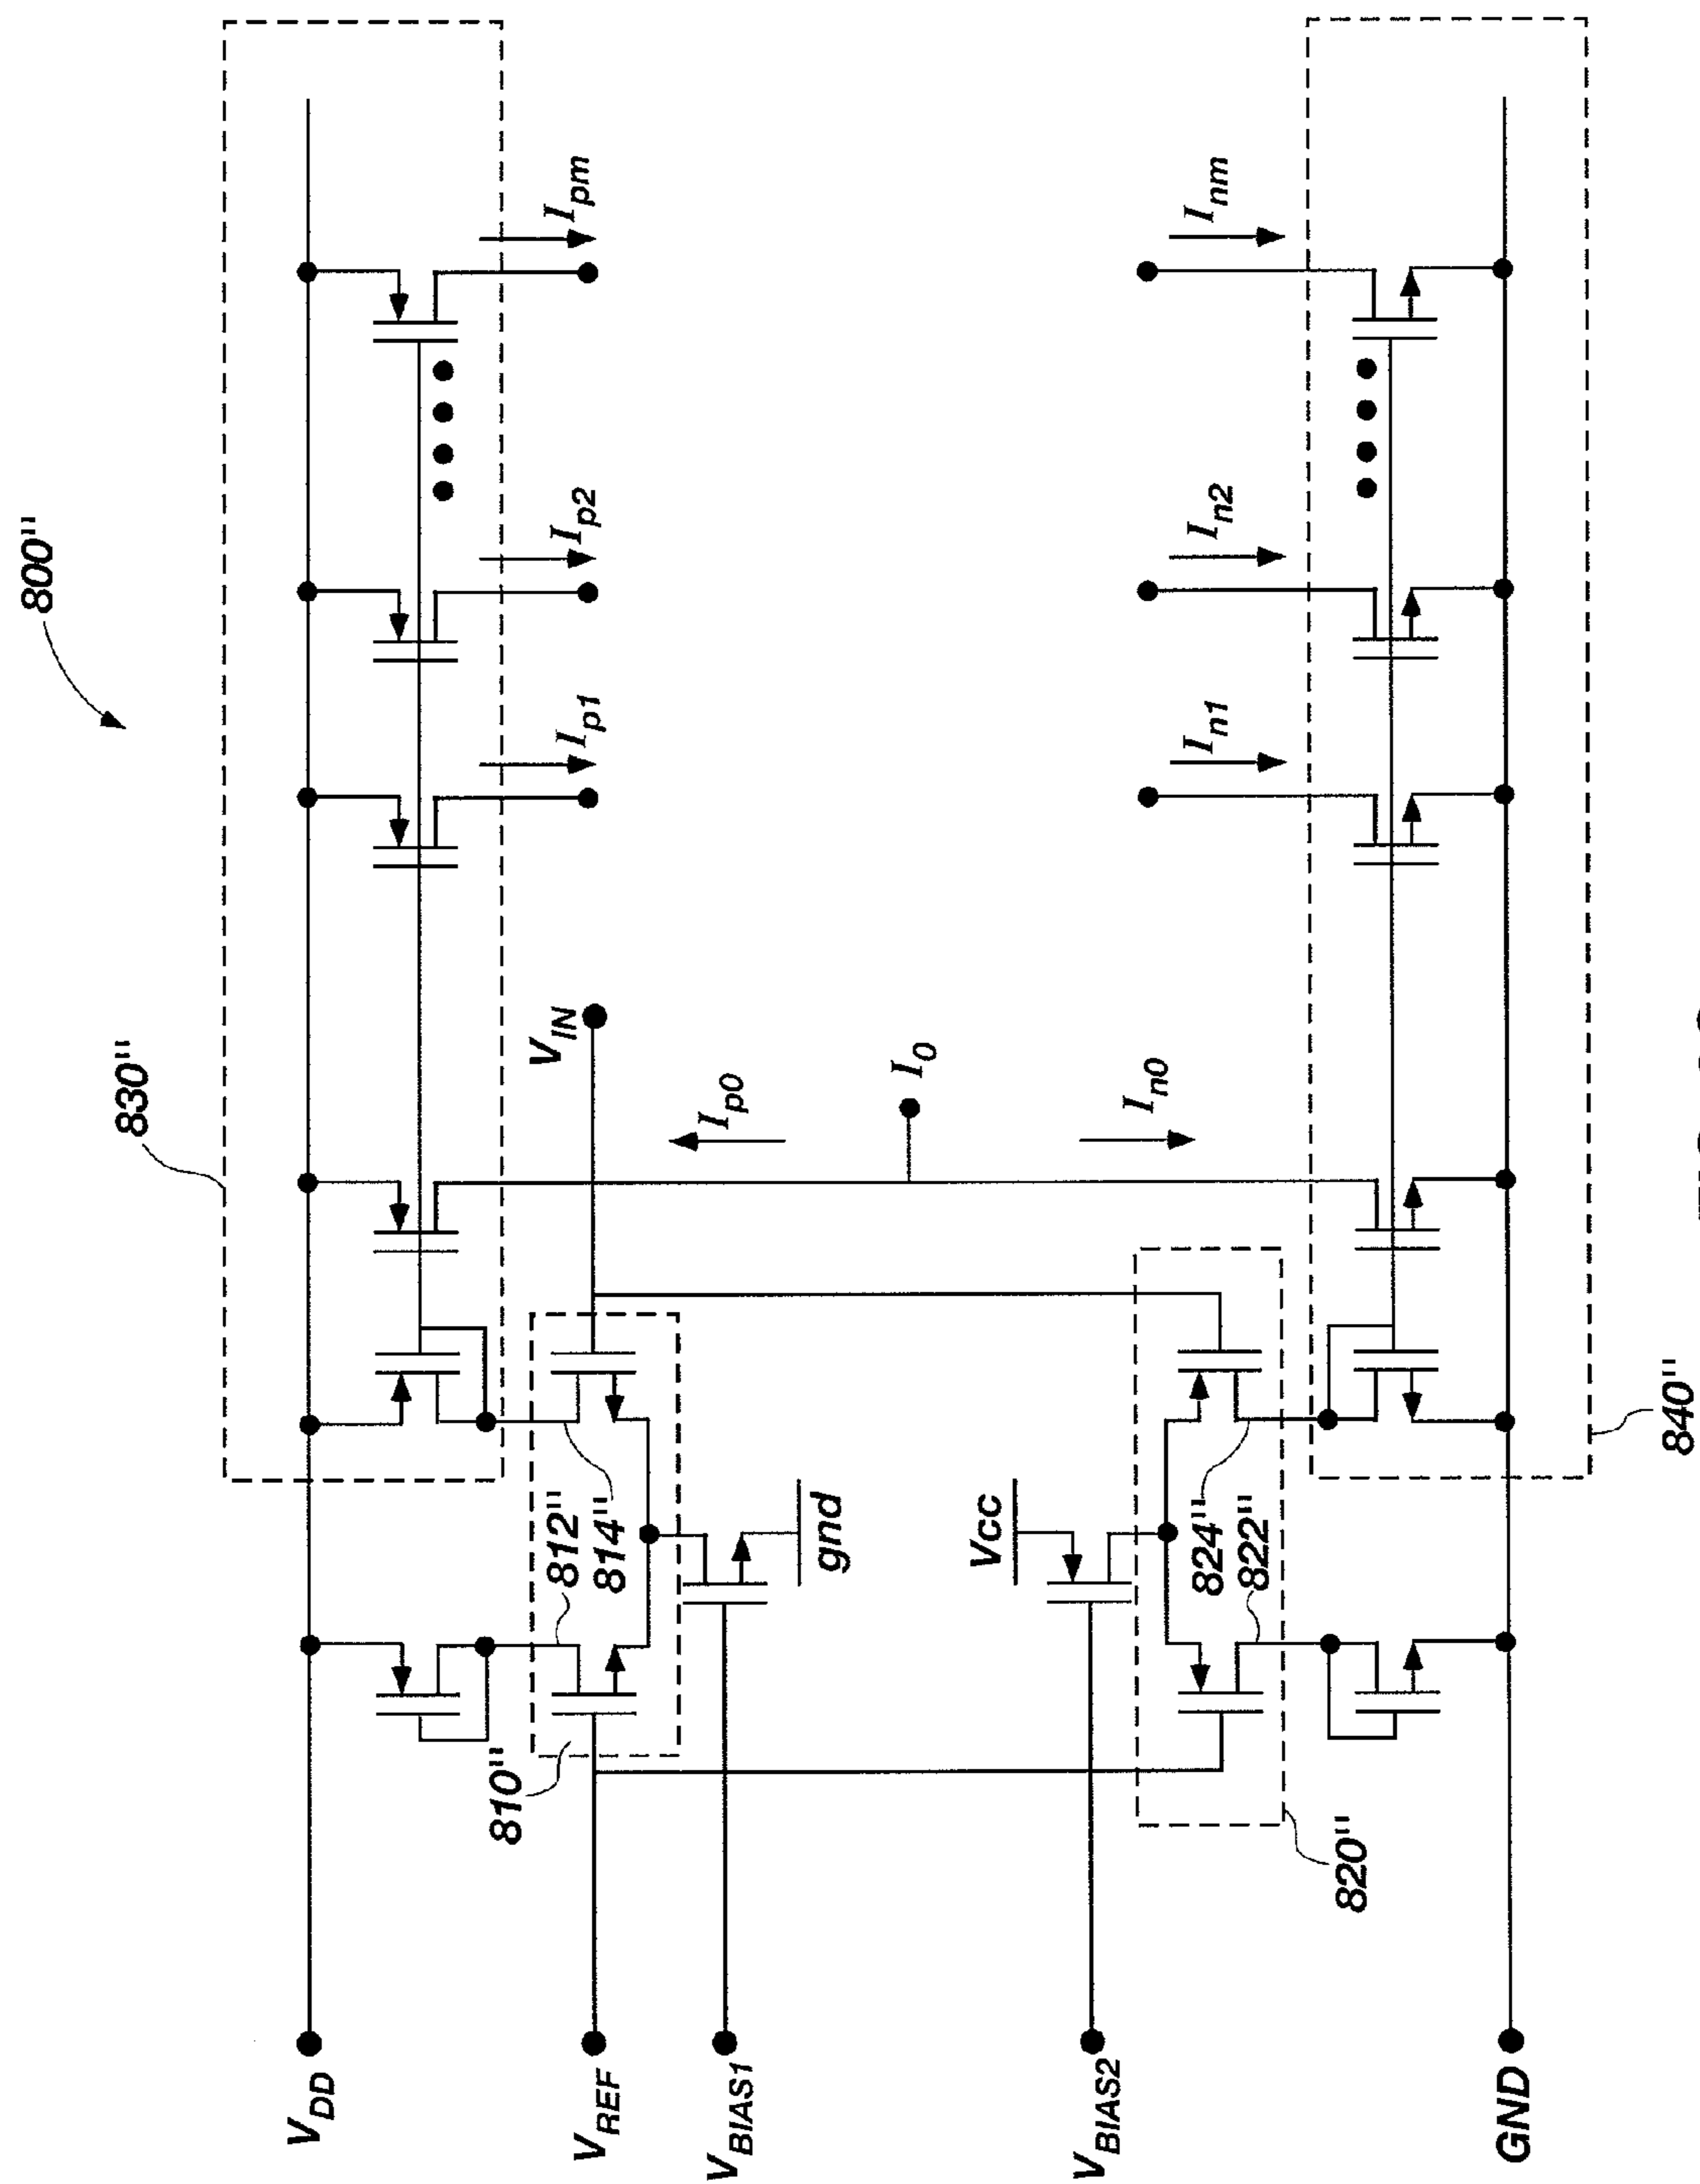 800''
830''
V_DD
I_p1
I_p2
I_pm
812''
814''
810''
V_REF
V_IN
V_BIAS1
gnd
I_p0
I_0
I_n0
V_BIAS2
Vcc
824''
822''
820''
I_n1
I_n2
I_nm
GND
840''